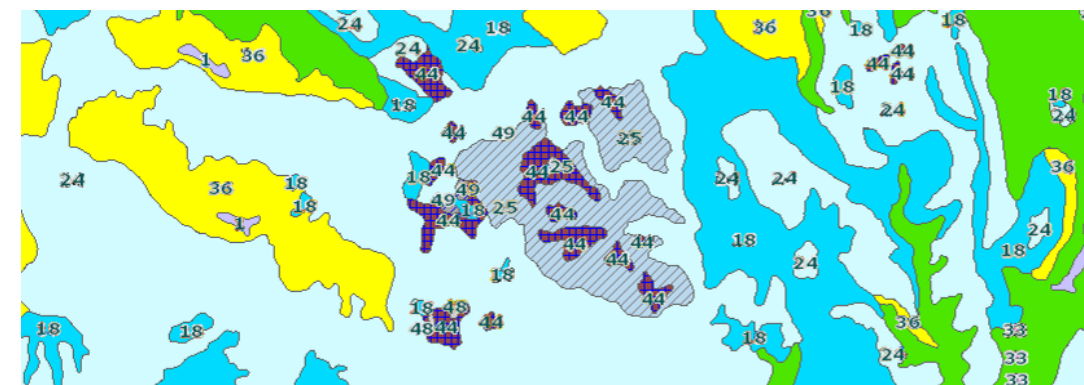 36 18
24 36 18 18
24 24 44
1 36 44 44
44 18 18
18 44 44 44 24 24
44 49 25
24 44 25 36
18 44 24 24
36 18 49
18 49 18 25 44 24
1 44
44 44 18 18
44 24
18
44
18 48
18 18 48 44 44 36 33
18
24 33
33